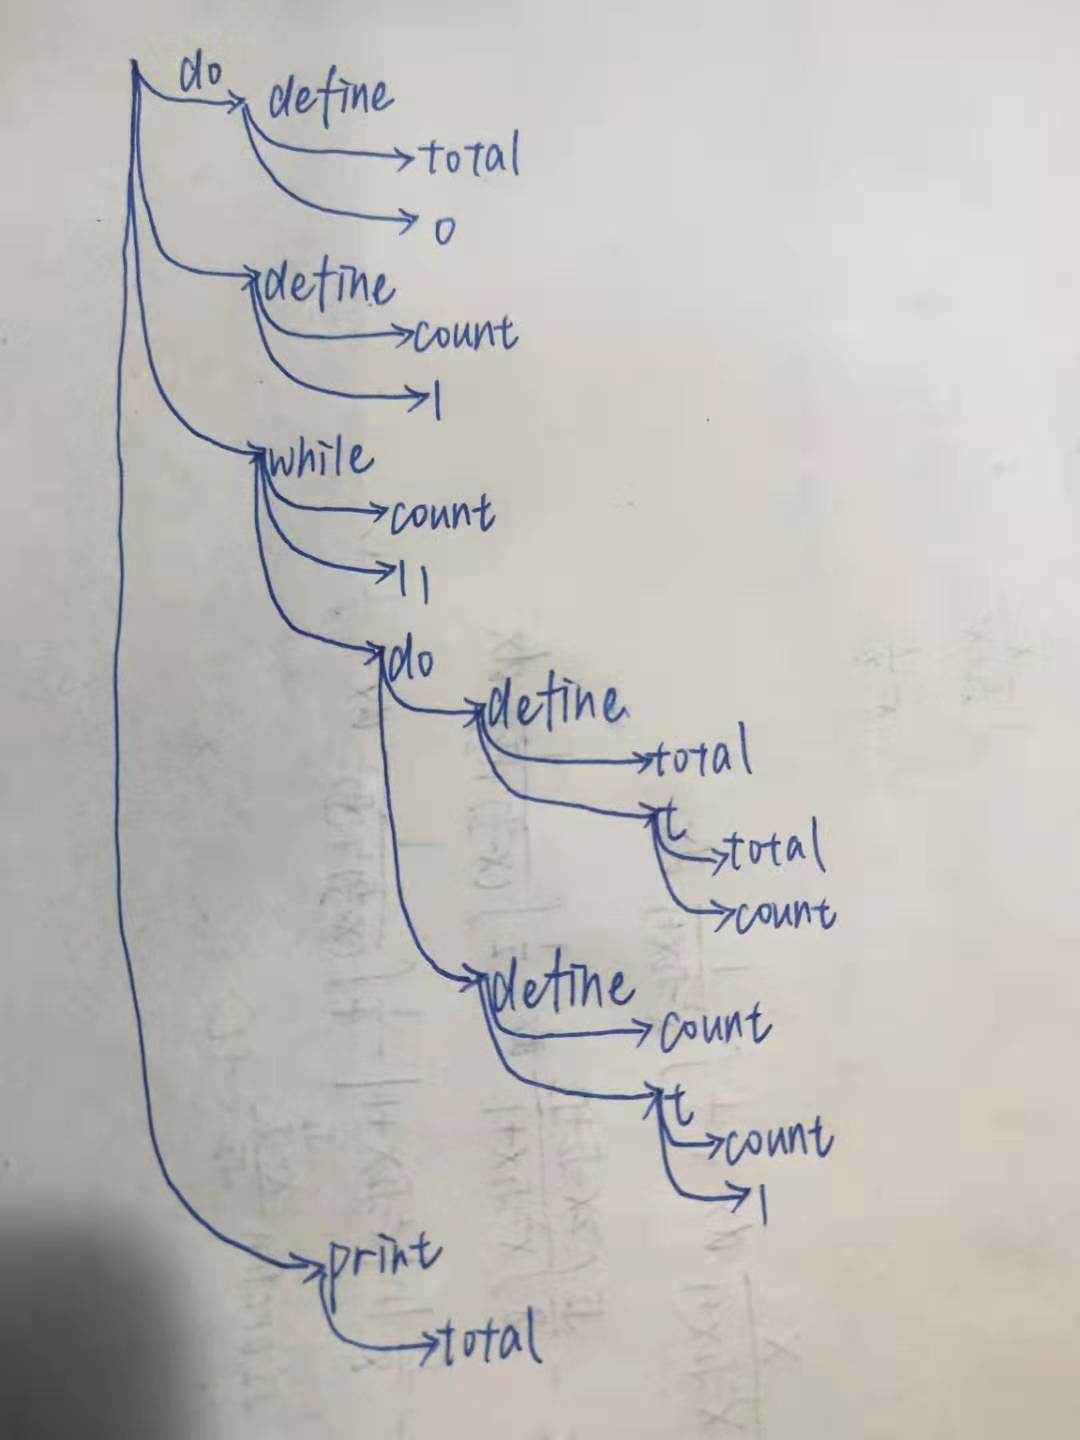 do
define
total
0
define
count
1
while
count
11
do
define
total
t
total
count
define
count
t
count
1
print
total